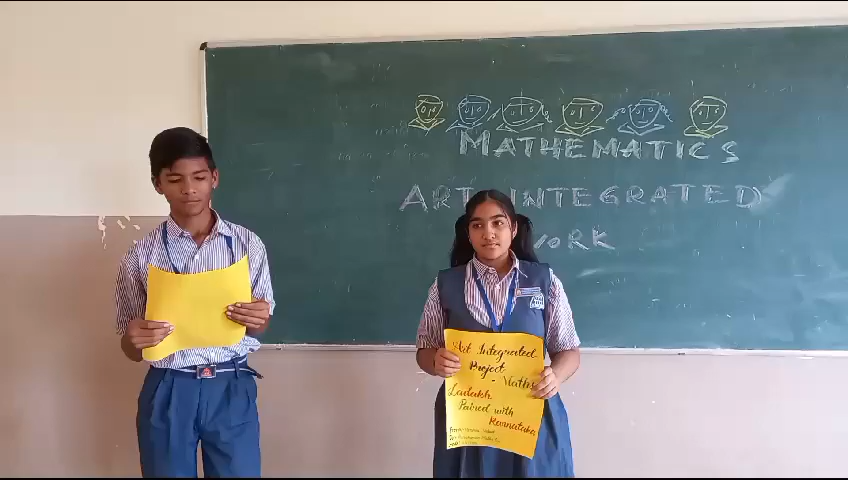 MATHEMATICS
ART INTEGRATED
WORK
Art Integrated
Project
- Maths
Ladakh
Paired with
Karnataka